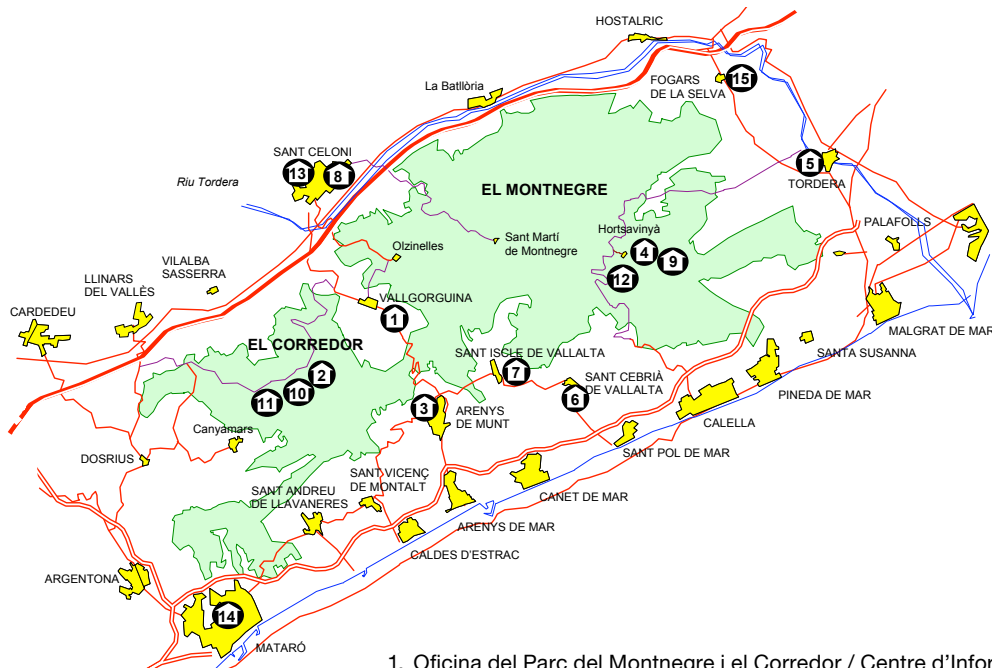 HOSTALRIC
La Batllòria
FOGARS
DE LA SELVA
15
SANT CELONI
13
8
5
TORDERA
Riu Tordera
EL MONTNEGRE
PALAFOLLS
Olzinelles
Sant Martí
de Montnegre
Hortsavinyà
4
9
12
VILALBA
SASSERRA
LLINARS
DEL VALLÈS
CARDEDEU
VALLGORGUINA
1
MALGRAT DE MAR
EL CORREDOR
SANT ISCLE DE VALLALTA
SANTA SUSANNA
2
7
10
11
SANT CEBRIÀ
DE VALLALTA
6
PINEDA DE MAR
3
ARENYS
DE MUNT
CALELLA
Canyamars
DOSRIUS
SANT POL DE MAR
SANT VICENÇ
DE MONTALT
SANT ANDREU
DE LLAVANERES
CANET DE MAR
ARENYS DE MAR
CALDES D'ESTRAC
ARGENTONA
14
MATARÓ
1. Oficina del Parc del Montnegre i el Corredor / Centre d'Infor